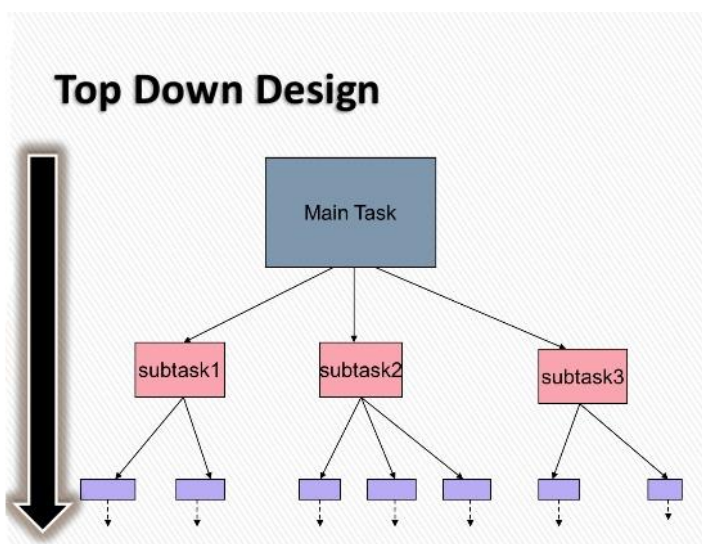 Top Down Design
Main Task
subtask1
subtask2
subtask3